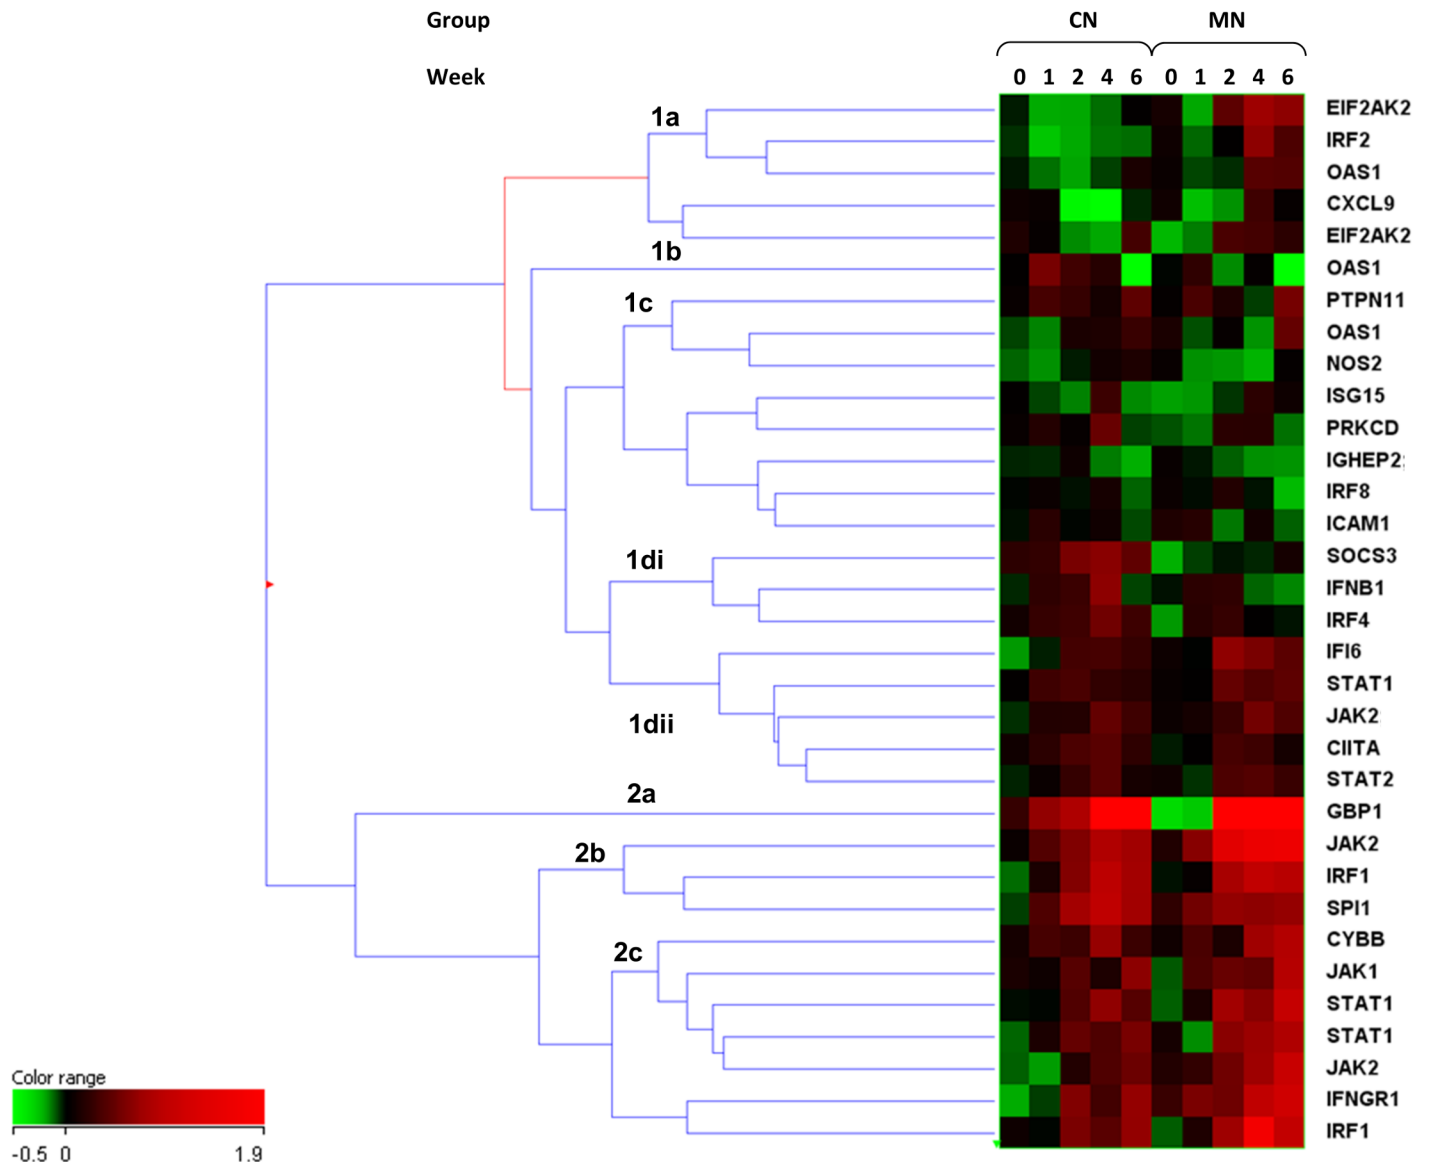 Group CN MN
Week 0 1 2 4 6 0 1 2 4 6
1a EIF2AK2
IRF2
OAS1
CXCL9
EIF2AK2
1b OAS1
1c PTPN11
OAS1
NOS2
ISG15
PRKCD
IGHEP2
IRF8
ICAM1
1di SOCS3
IFNB1
IRF4
IFI6
STAT1
1dii JAK2
CIITA
STAT2
2a GBP1
2b JAK2
IRF1
SPI1
2c CYBB
JAK1
STAT1
STAT1
JAK2
IFNGR1
IRF1
Color range
-0.5 0 1.9